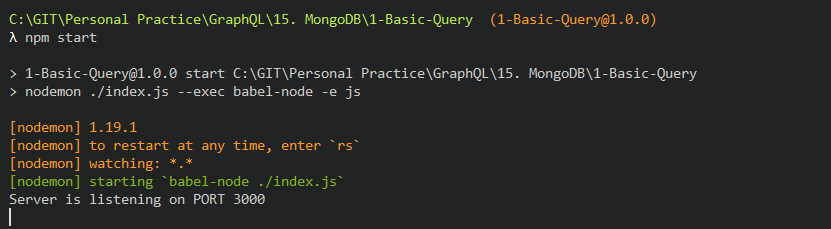 C:\GIT\Personal Practice\GraphQL\15. MongoDB\1-Basic-Query  (1-Basic-Query@1.0.0)
λ npm start
> 1-Basic-Query@1.0.0 start C:\GIT\Personal Practice\GraphQL\15. MongoDB\1-Basic-Query
> nodemon ./index.js --exec babel-node -e js
[nodemon] 1.19.1
[nodemon] to restart at any time, enter `rs`
[nodemon] watching: *.*
[nodemon] starting `babel-node ./index.js`
Server is listening on PORT 3000